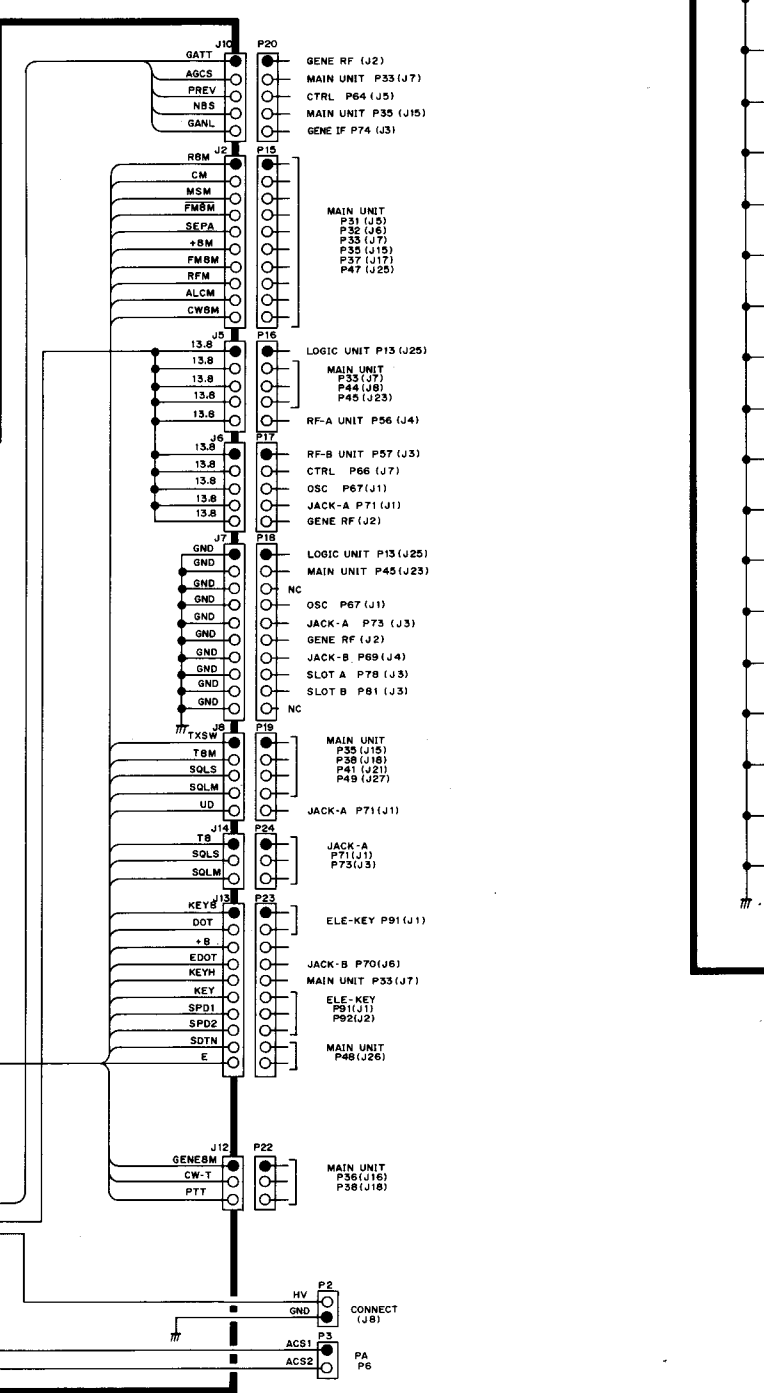 J10 P20
GATT GENE RF (J2)
AGCS MAIN UNIT P33 (J7)
PREV CTRL P64 (J5)
NBS MAIN UNIT P35 (J15)
GANL GENE IF P74 (J3)
J2 P15
R8M
CM
MSM
FM8M
SEPA
+8M
FM8M
RFM
ALCM
CW8M
MAIN UNIT
P31 (J5)
P32 (J6)
P33 (J7)
P35 (J15)
P37 (J17)
P47 (J25)
J5 P16
13.8 LOGIC UNIT P13 (J25)
13.8
13.8
13.8
MAIN UNIT
P33 (J7)
P44 (J8)
P45 (J23)
13.8 RF-A UNIT P56 (J4)
J6 P17
13.8 RF-B UNIT P57 (J3)
13.8 CTRL P66 (J7)
13.8 OSC P67(J1)
13.8 JACK-A P71 (J1)
13.8 GENE RF (J2)
J7 P18
GND LOGIC UNIT P13 (J25)
GND MAIN UNIT P45(J23)
GND NC
GND OSC P67 (J1)
GND JACK-A P73 (J3)
GND GENE RF (J2)
GND JACK-B P69(J4)
GND SLOT A P78 (J3)
GND SLOT B P81 (J3)
GND NC
J8 P19
TXSW
T8M
SQLS
SQLM
MAIN UNIT
P35 (J15)
P38 (J18)
P41 (J21)
P49 (J27)
UD JACK-A P71(J1)
J14 P24
T8
SQLS
SQLM
JACK-A
P71(J1)
P73(J3)
J13 P23
KEY8
DOT
ELE-KEY P91(J1)
+8
EDOT JACK-B P70(J6)
KEYH MAIN UNIT P33(J7)
KEY
SPD1
SPD2
ELE-KEY
P91(J1)
P92(J2)
SDTN
E
MAIN UNIT
P48(J26)
J12 P22
GENE8M
CW-T
PTT
MAIN UNIT
P36(J16)
P38(J18)
P2
HV
GND
CONNECT
(J8)
P3
ACS1
ACS2
PA
P6